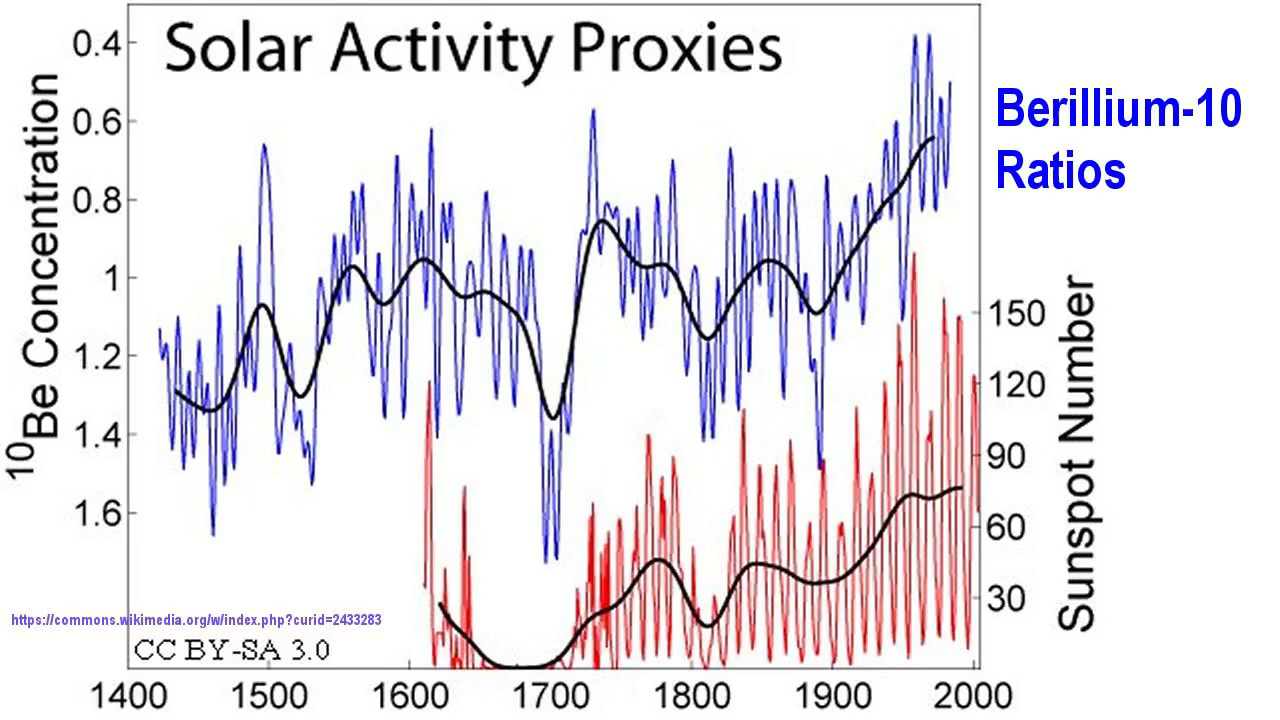 Solar Activity Proxies
Berillium-10
Ratios
10Be Concentration
0.4
0.6
0.8
1
1.2
1.4
1.6
Sunspot Number
150
120
90
60
30
https://commons.wikimedia.org/w/index.php?curid=2433283
CC BY-SA 3.0
1400 1500 1600 1700 1800 1900 2000